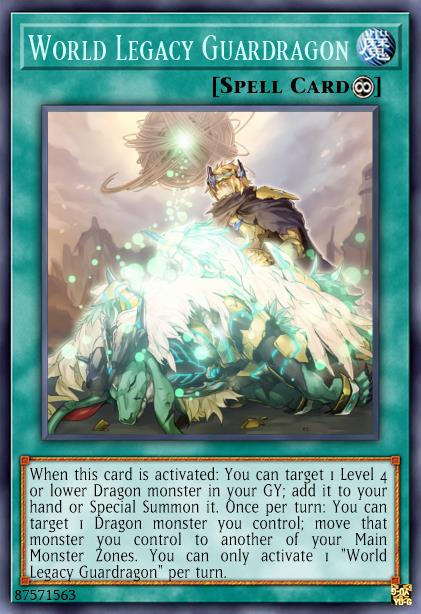 World Legacy Guardragon
魔
[Spell Card]
When this card is activated: You can target 1 Level 4
or lower Dragon monster in your GY; add it to your
hand or Special Summon it. Once per turn: You can
target 1 Dragon monster you control; move that
monster you control to another of your Main
Monster Zones. You can only activate 1 "World
Legacy Guardragon" per turn.
87571563